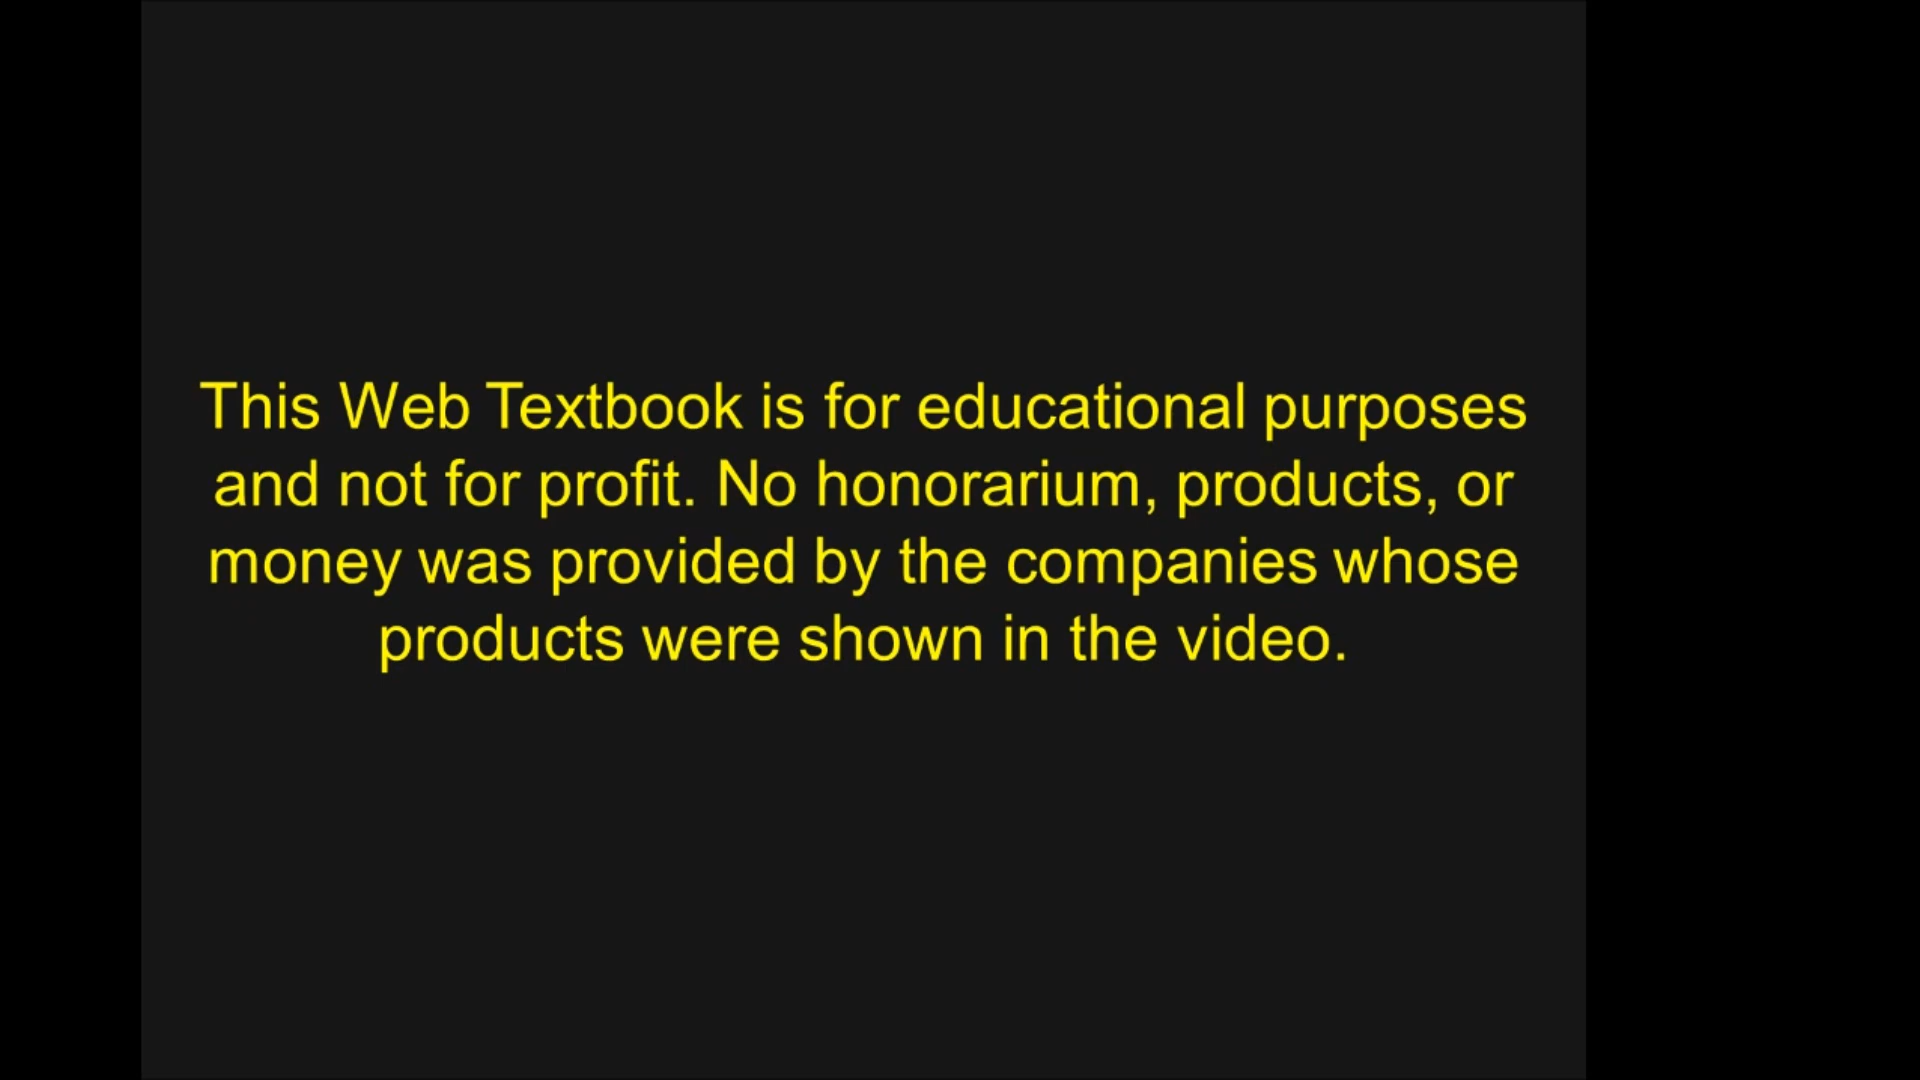 This Web Textbook is for educational purposes
and not for profit. No honorarium, products, or
money was provided by the companies whose
products were shown in the video.